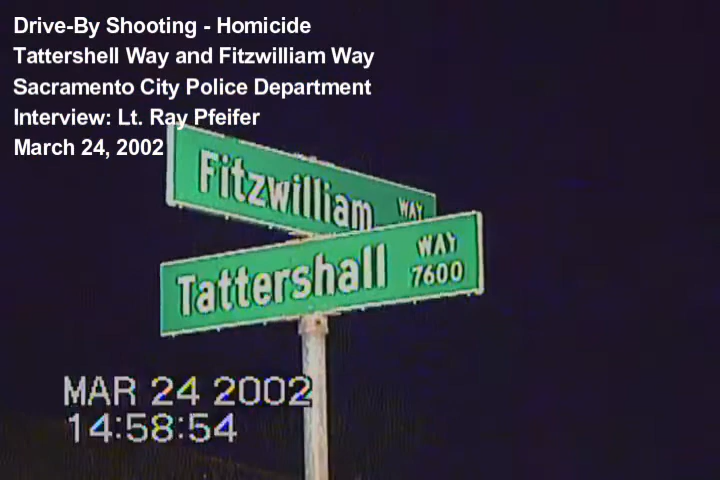 Drive-By Shooting - Homicide
Tattershell Way and Fitzwilliam Way
Sacramento City Police Department
Interview: Lt. Ray Pfeifer
March 24, 2002
Fitzwilliam WAY
Tattershall WAY 7600
MAR 24 2002
14:58:54